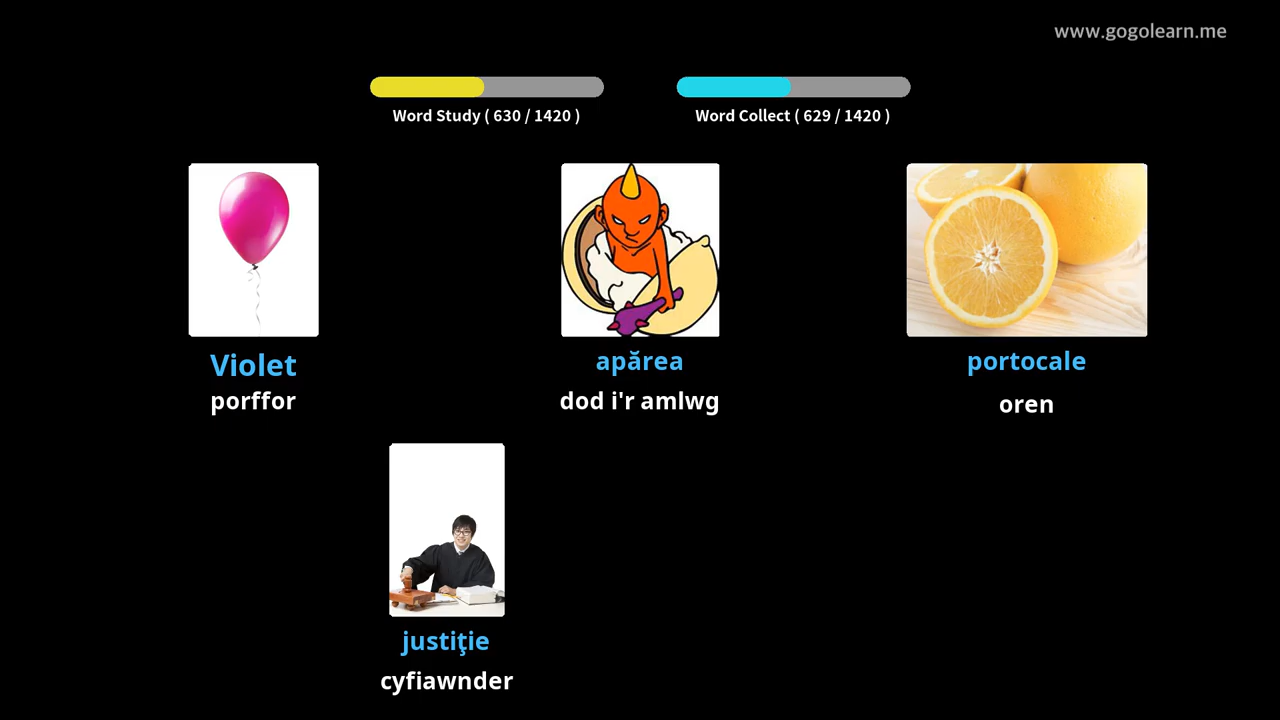 www.gogolearn.me
Word Study ( 630 / 1420 )
Word Collect ( 629 / 1420 )
Violet
porffor
apărea
dod i'r amlwg
portocale
oren
justiţie
cyfiawnder